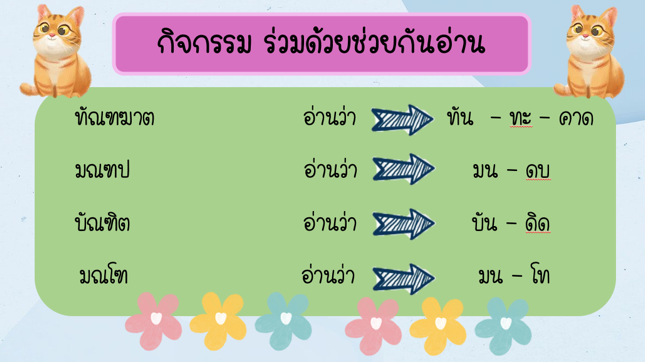 กิจกรรม ร่วมด้วยช่วยกันอ่าน
ทัณฑฆาต อ่านว่า ทัน - ทะ - คาด
มณฑป อ่านว่า มน - ดบ
บัณฑิต อ่านว่า บัน - ดิด
มณโฑ อ่านว่า มน - โท